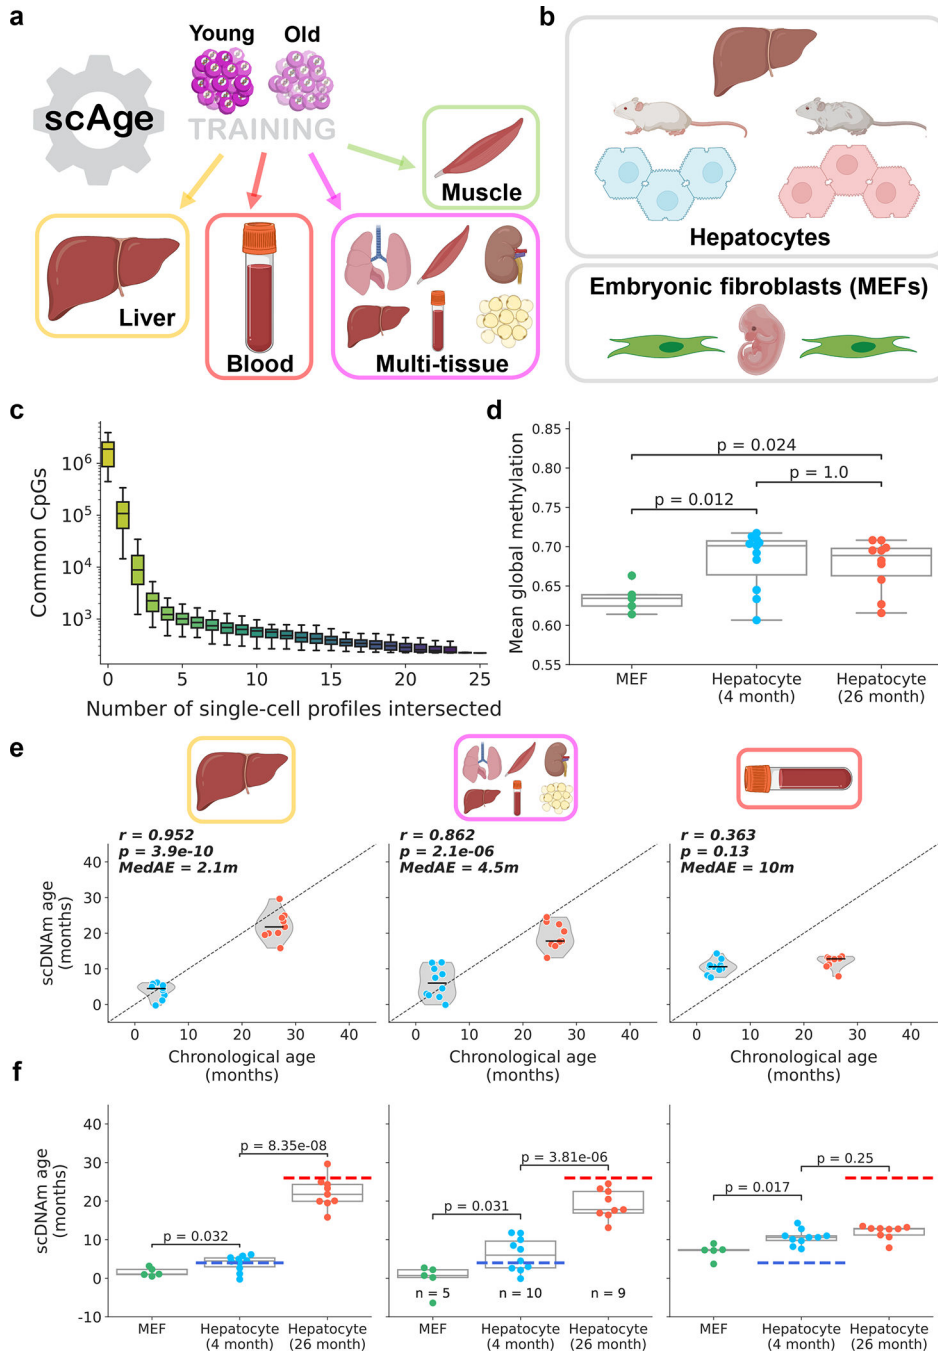 a
Young Old
scAge
TRAINING
Muscle
Liver
Blood
Multi-tissue
b
Hepatocytes
Embryonic fibroblasts (MEFs)
c
Common CpGs
10^6
10^5
10^4
10^3
0 5 10 15 20 25
Number of single-cell profiles intersected
d
Mean global methylation
0.85
0.80
0.75
0.70
0.65
0.60
0.55
p = 0.024
p = 1.0
p = 0.012
MEF Hepatocyte Hepatocyte
(4 month) (26 month)
e
r = 0.952
p = 3.9e-10
MedAE = 2.1m
r = 0.862
p = 2.1e-06
MedAE = 4.5m
r = 0.363
p = 0.13
MedAE = 10m
scDNAm age
(months)
40
30
20
10
0
0 10 20 30 40
Chronological age
(months)
0 10 20 30 40
Chronological age
(months)
0 10 20 30 40
Chronological age
(months)
f
scDNAm age
(months)
40
30
20
10
0
-10
p = 8.35e-08
p = 0.032
MEF Hepatocyte Hepatocyte
(4 month) (26 month)
p = 3.81e-06
p = 0.031
n = 5 n = 10 n = 9
MEF Hepatocyte Hepatocyte
(4 month) (26 month)
p = 0.25
p = 0.017
MEF Hepatocyte Hepatocyte
(4 month) (26 month)